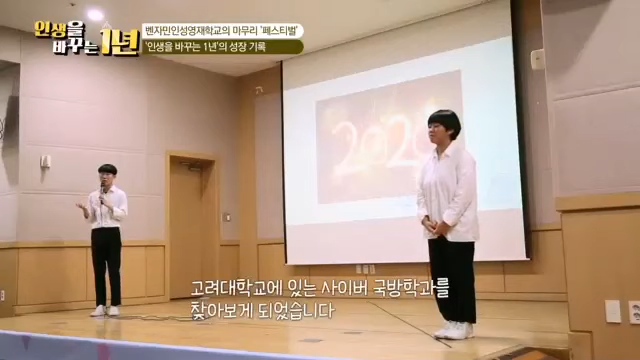 인생을
바꾸는 1년
벤자민인성영재학교의 마무리 '페스티벌'
'인생을 바꾸는 1년'의 성장 기록
202
고려대학교에 있는 사이버 국방학과를
찾아보게 되었습니다